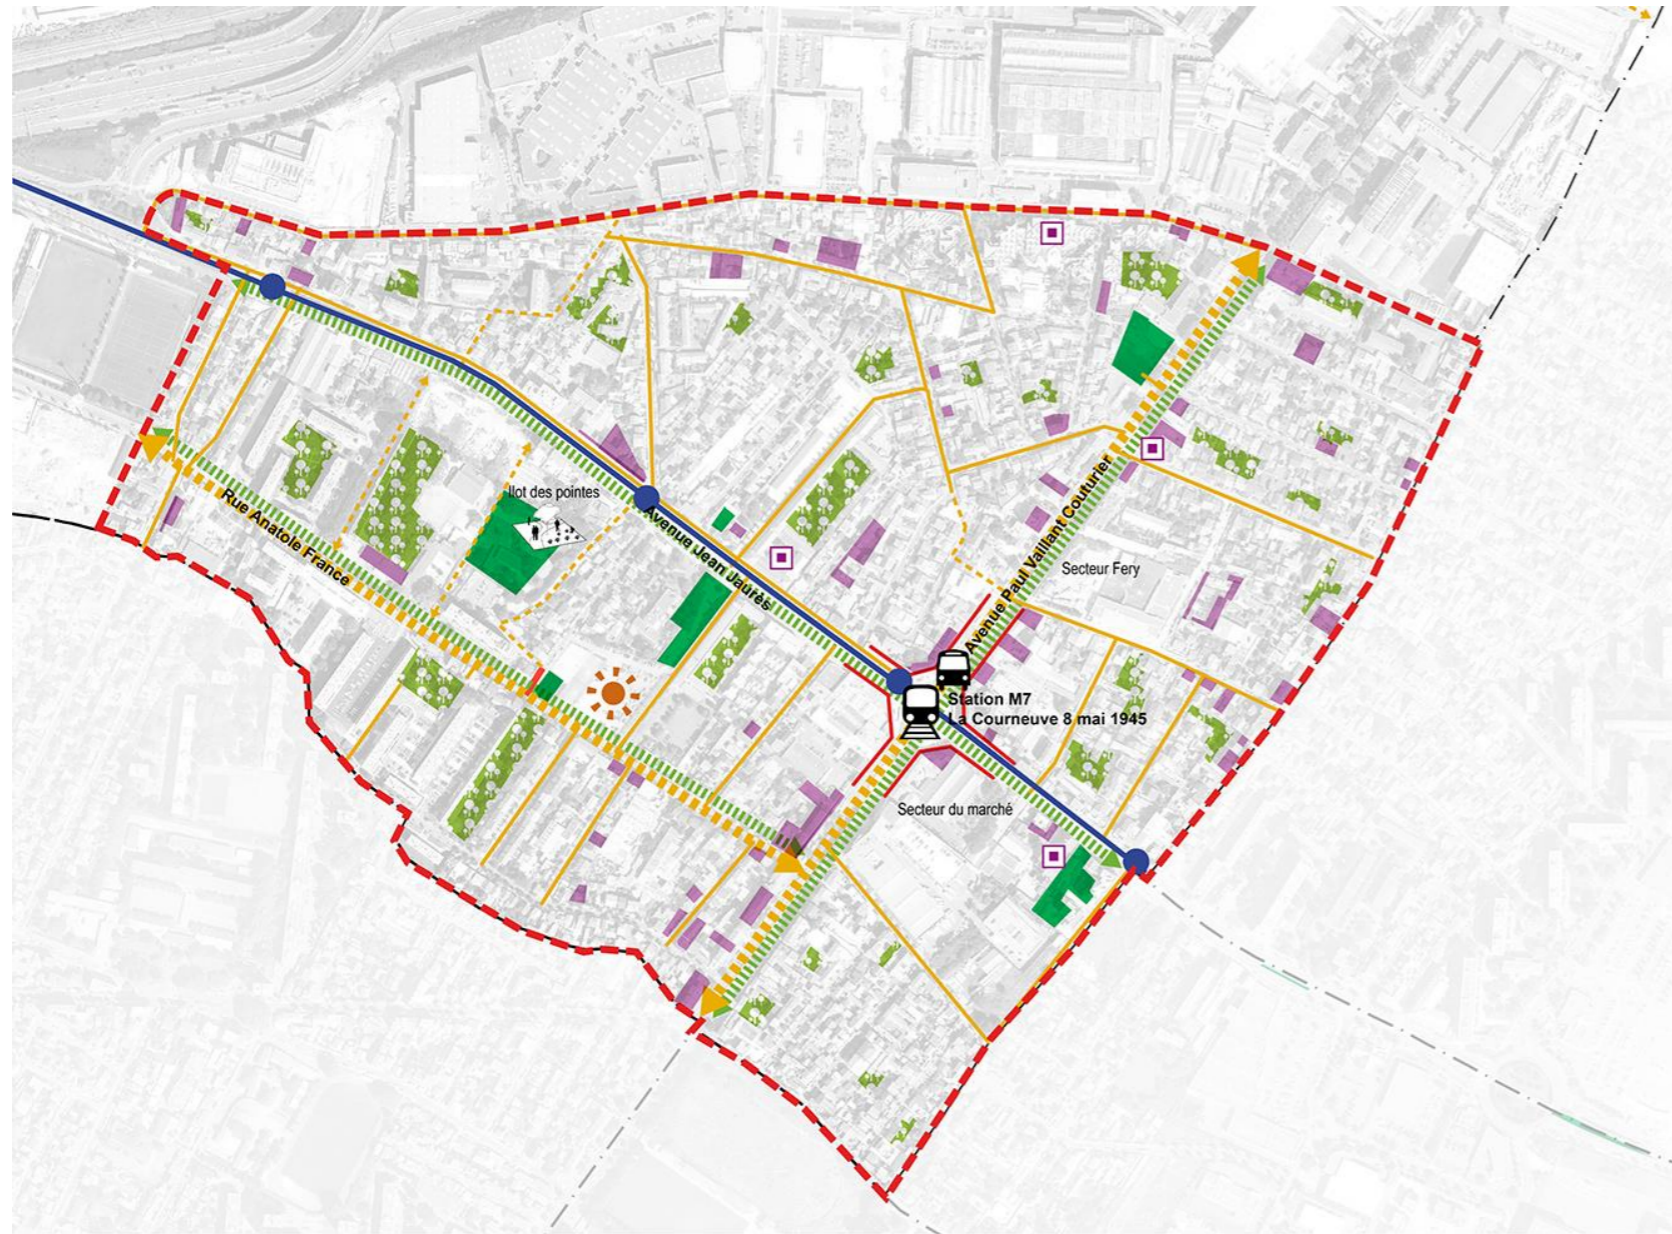 Ilot des pointes
Rue Anatole France
Avenue Jean Jaurès
Avenue Paul Vaillant Couturier
Secteur Fery
Station M7
La Courneuve 8 mai 1945
Secteur du marché